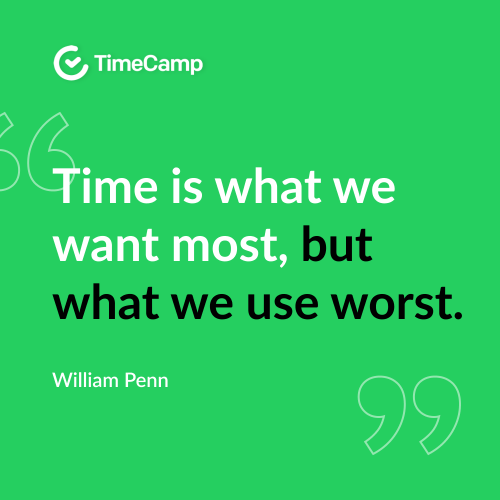 TimeCamp
Time is what we
want most, but
what we use worst.
William Penn